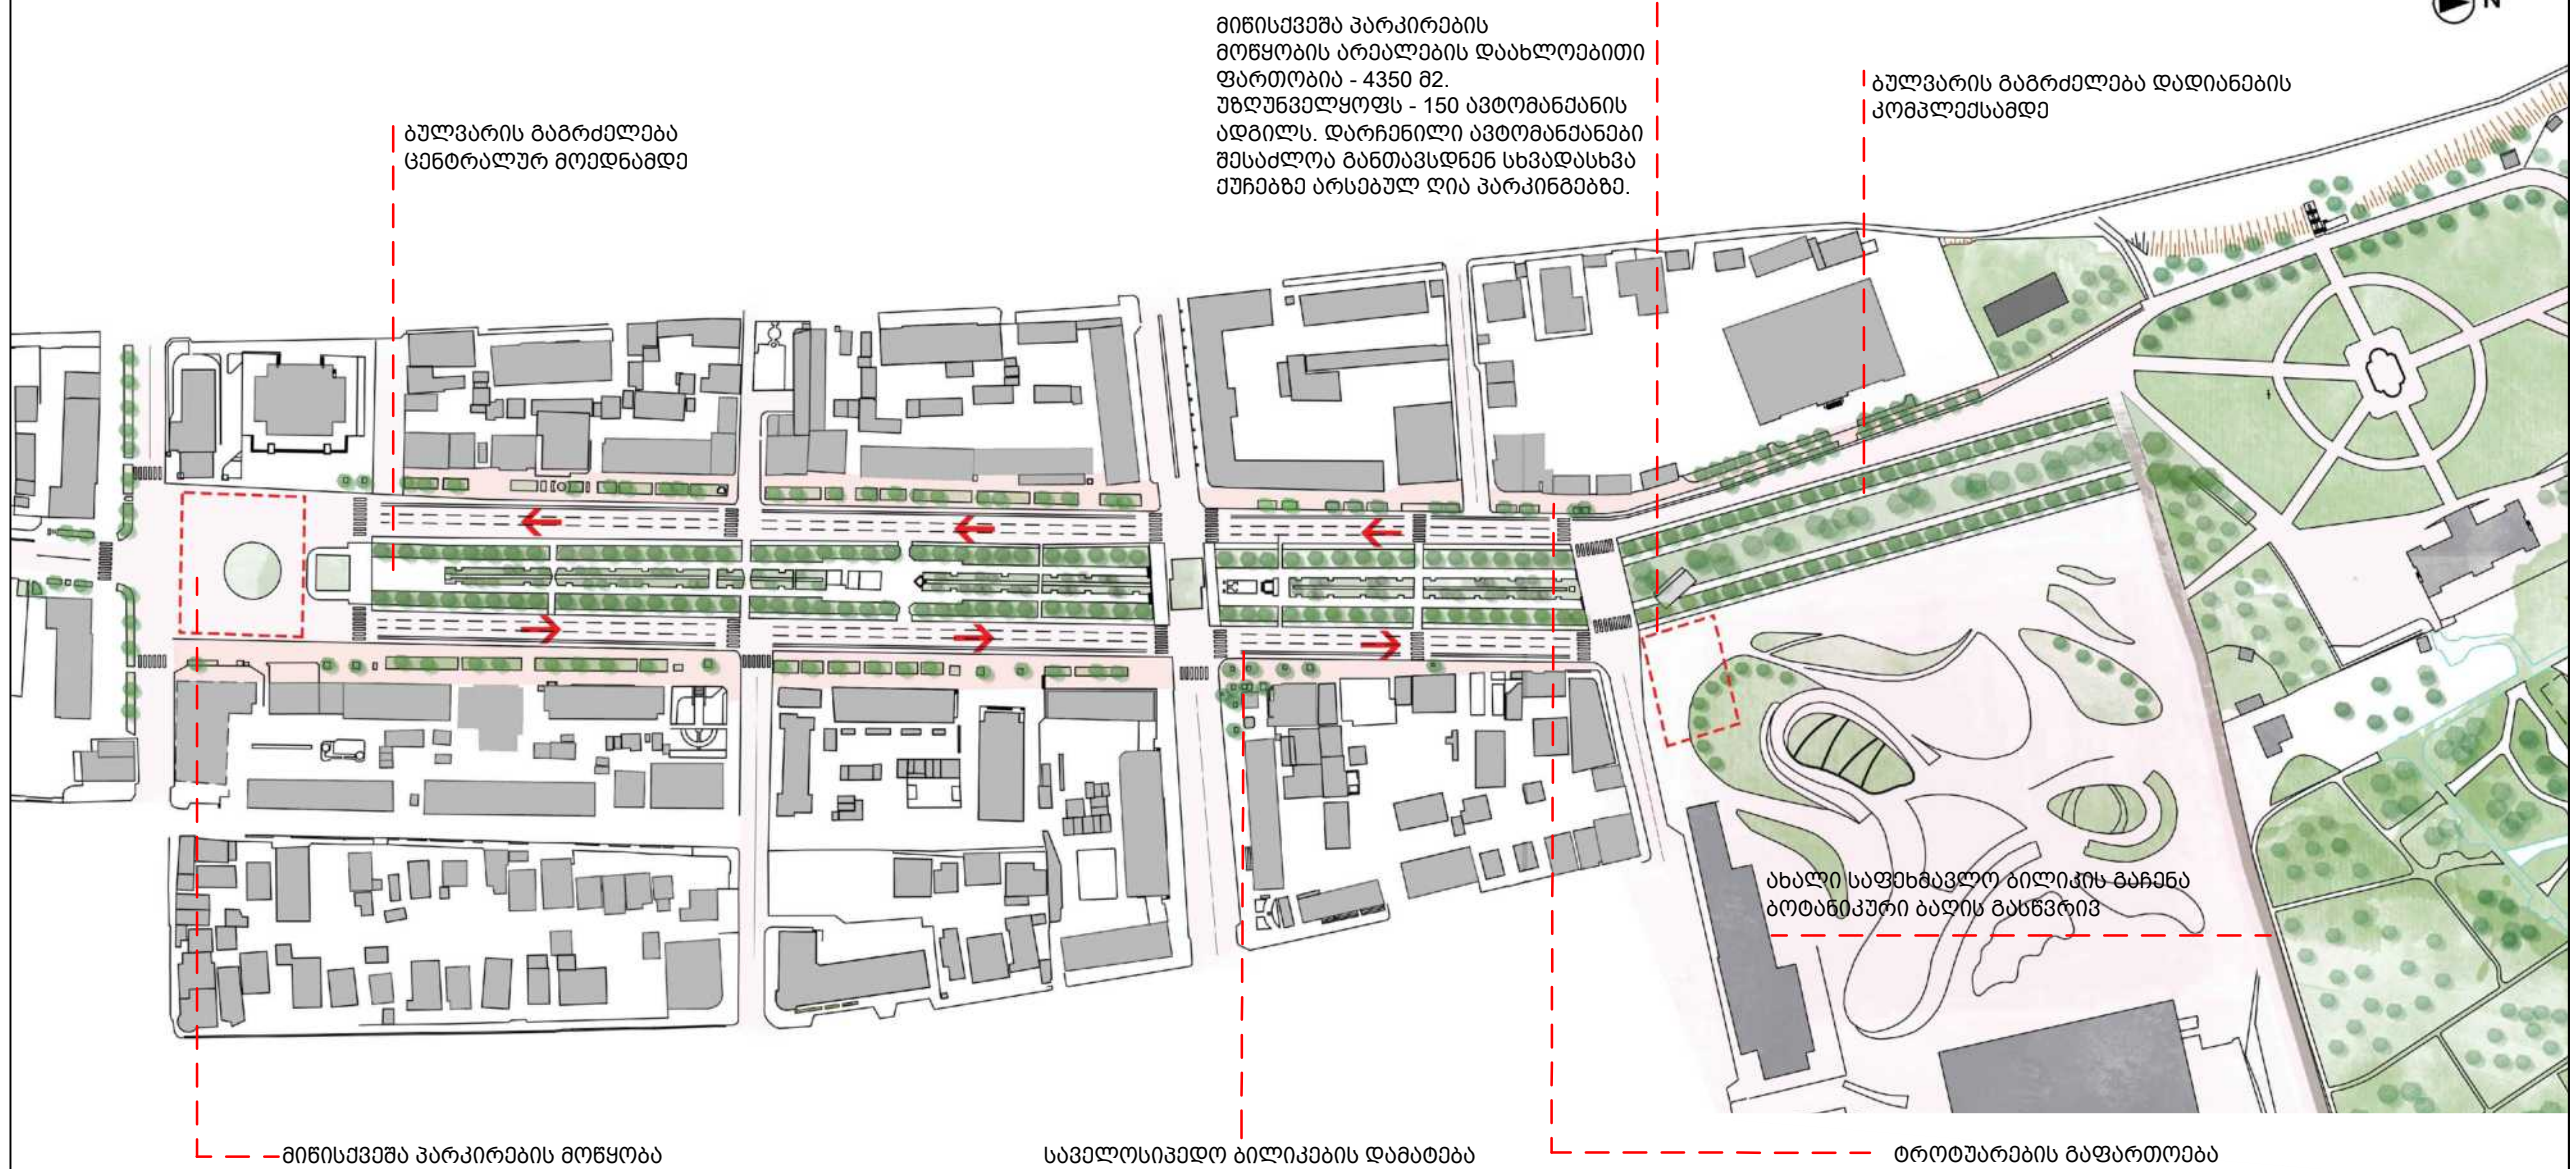 N
მიწისქვეშა პარკირების
მოწყობის არეალების დაახლოებითი
ფართობია - 4350 მ2.
უზღუნველყოფს - 150 ავტომანქანის
ადგილს. დარჩენილი ავტომანქანები
შესაძლოა განთავსდნენ სხვადასხვა
ქუჩებზე არსებულ ღია პარკინგებზე.
ბულვარის გაგრძელება დადიანების
კომპლექსამდე
ბულვარის გაგრძელება
ცენტრალურ მოედნამდე
ახალი საფეხმავლო ბილიკის გაჩენა
ბოტანიკური ბაღის გასწვრივ
მიწისქვეშა პარკირების მოწყობა
საველოსიპედო ბილიკების დამატება
ტროტუარების გაფართოება